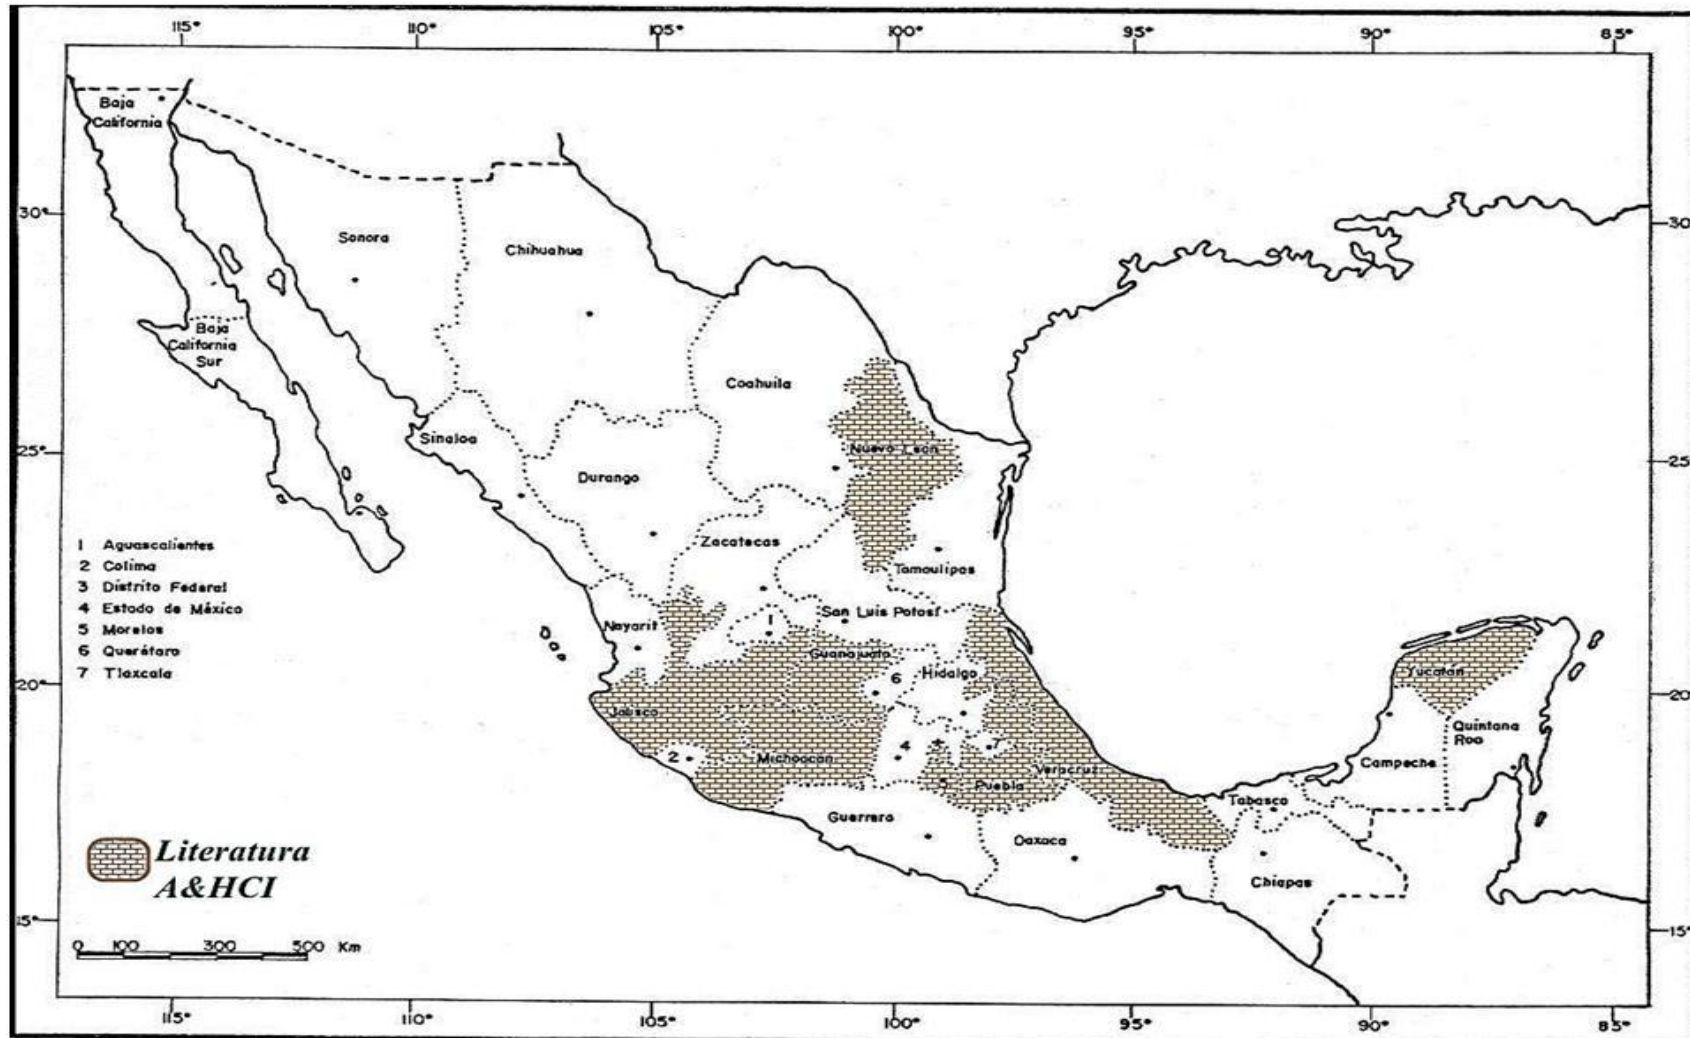 115°
110°
105°
100°
95°
90°
85°
Baja
California
30°
30°
Sonora
Chihuahua
Baja
California
Sur
Coahuila
Sinaloa
Nuevo León
25°
25°
Durango
1 Aguascalientes
2 Colima
3 Distrito Federal
4 Estado de México
5 Morelos
6 Querétaro
7 Tlaxcala
Zacatecas
Tamaulipas
San Luis Potosí
Nayarit
1
Guanajuato
Hidalgo
6
Yucatán
20°
20°
Jalisco
Quintana
Roo
2
Michoacán
4
7
Veracruz
Campeche
5
Puebla
Tabasco
Guerrero
Oaxaca
Chiapas
Literatura
A&HCI
15°
15°
0 100 300 500 Km
115°
110°
105°
100°
95°
90°
85°